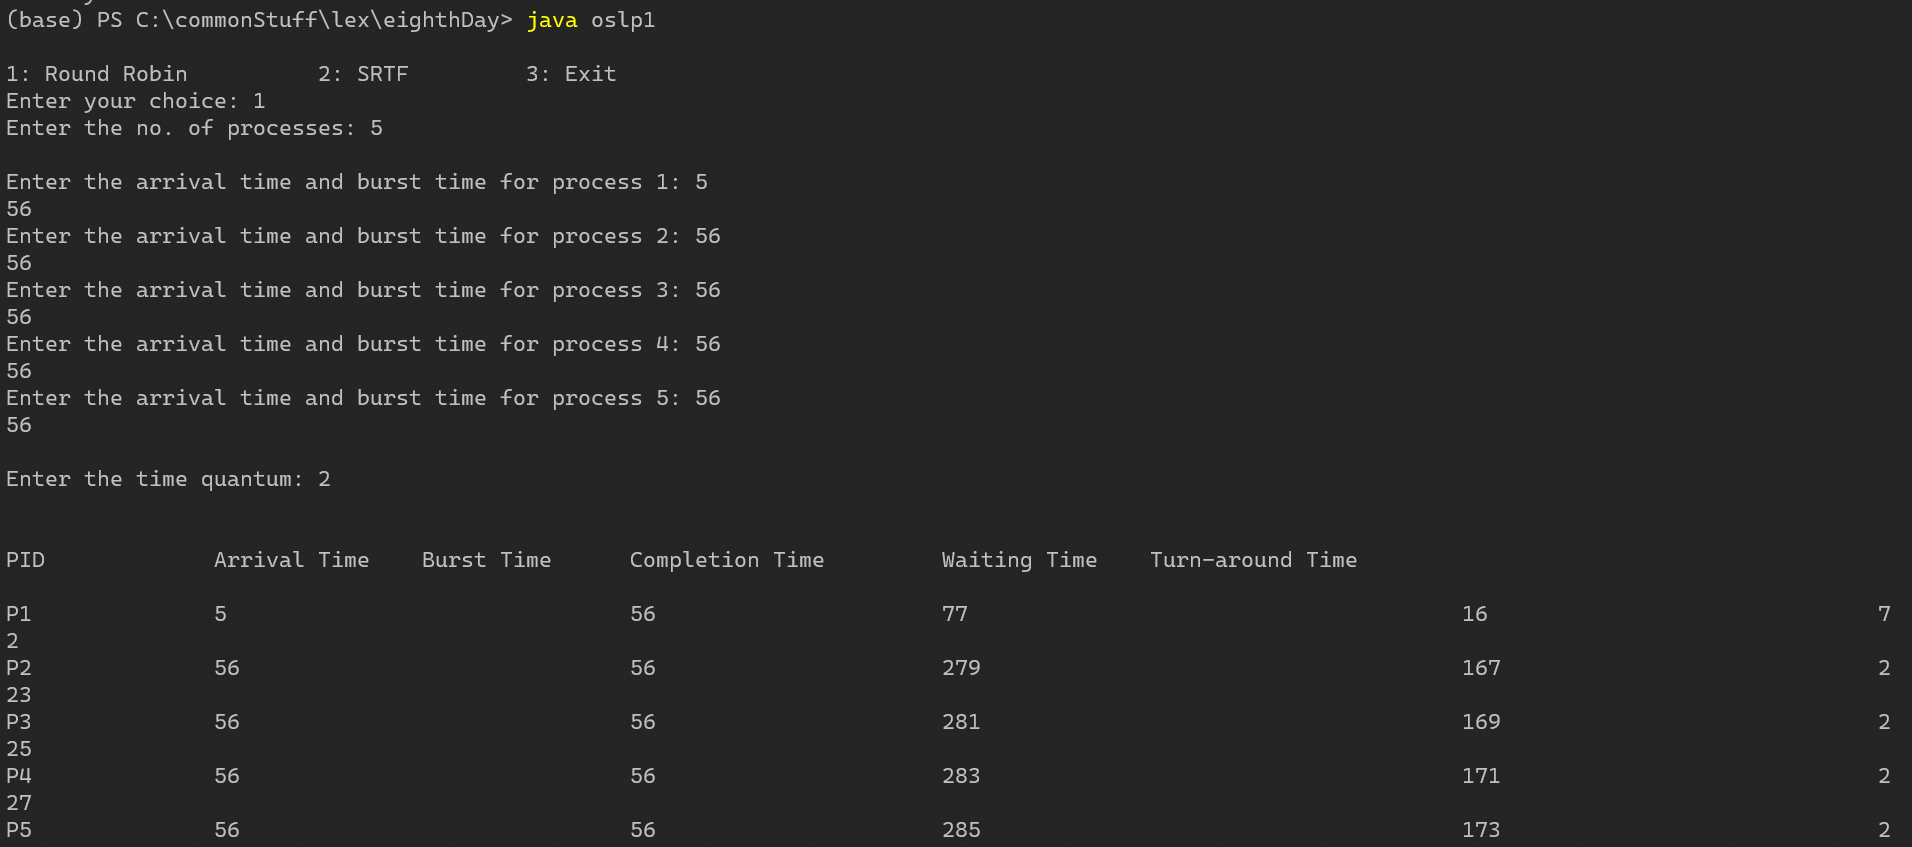 (base) PS C:\commonStuff\lex\eighthDay> java oslp1
1: Round Robin 2: SRTF 3: Exit
Enter your choice: 1
Enter the no. of processes: 5
Enter the arrival time and burst time for process 1: 5
56
Enter the arrival time and burst time for process 2: 56
56
Enter the arrival time and burst time for process 3: 56
56
Enter the arrival time and burst time for process 4: 56
56
Enter the arrival time and burst time for process 5: 56
56
Enter the time quantum: 2
PID Arrival Time Burst Time Completion Time Waiting Time Turn-around Time
P1 5 56 77 16 7
2
P2 56 56 279 167 2
23
P3 56 56 281 169 2
25
P4 56 56 283 171 2
27
P5 56 56 285 173 2